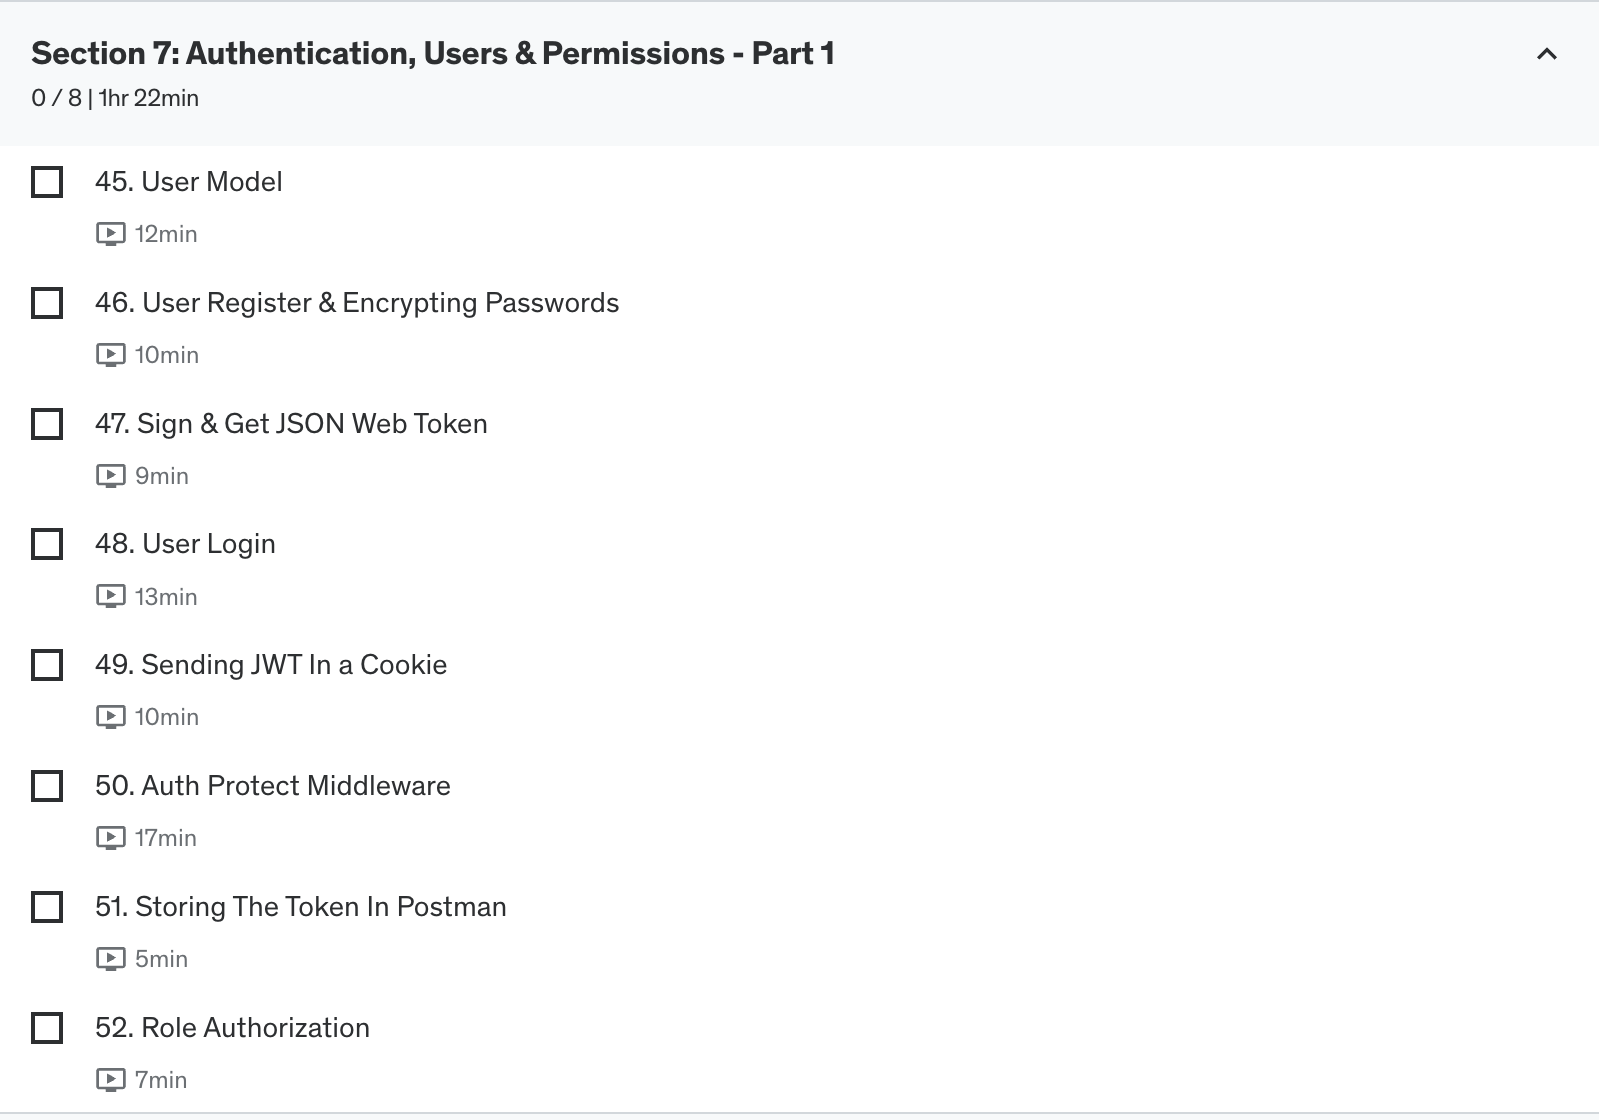 Section 7: Authentication, Users & Permissions - Part 1
0 / 8 | 1hr 22min
45. User Model
12min
46. User Register & Encrypting Passwords
10min
47. Sign & Get JSON Web Token
9min
48. User Login
13min
49. Sending JWT In a Cookie
10min
50. Auth Protect Middleware
17min
51. Storing The Token In Postman
5min
52. Role Authorization
7min